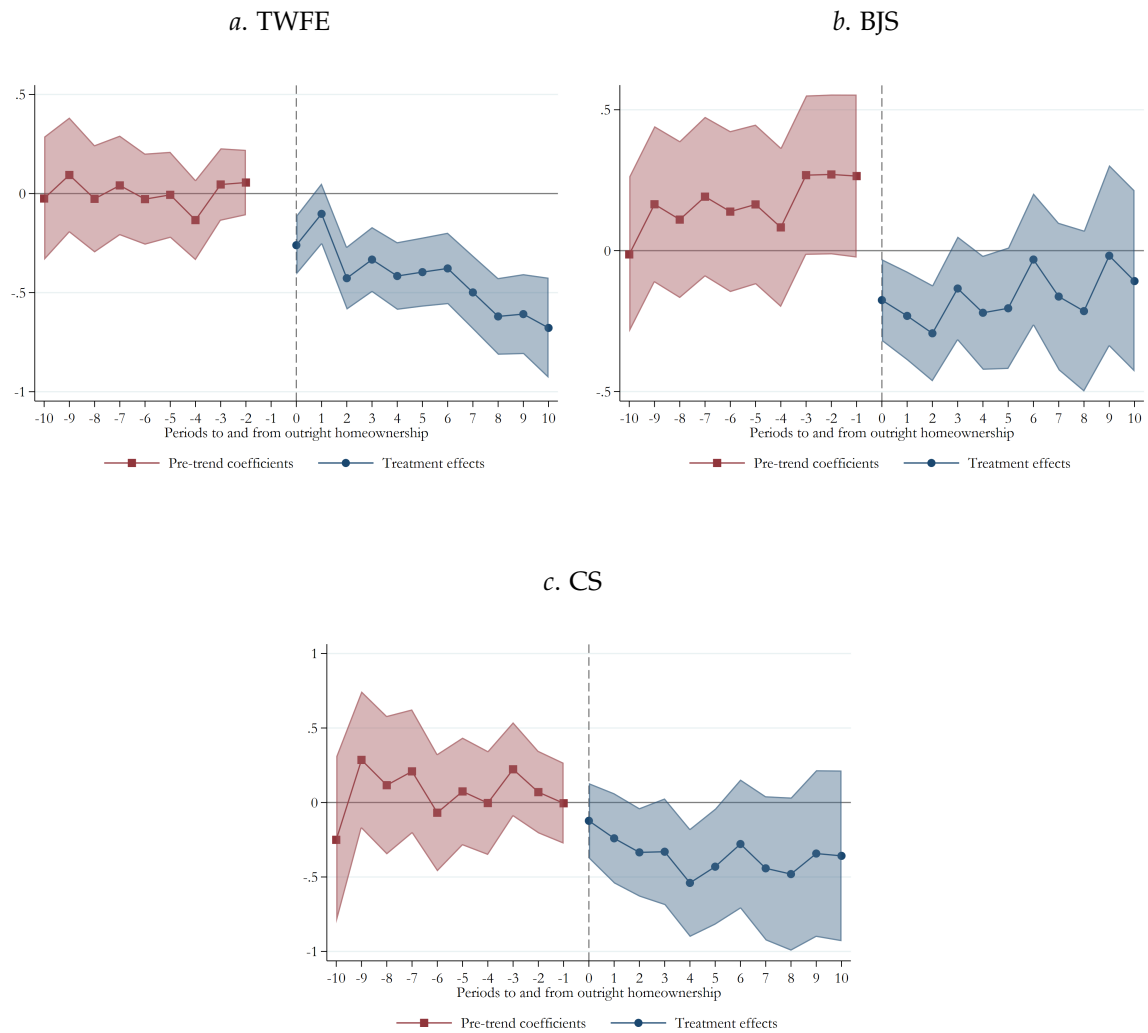 a. TWFE
.5
0
-.5
-1
-10 -9 -8 -7 -6 -5 -4 -3 -2 -1 0 1 2 3 4 5 6 7 8 9 10
Periods to and from outright homeownership
Pre-trend coefficients Treatment effects
b. BJS
.5
0
-.5
-10 -9 -8 -7 -6 -5 -4 -3 -2 -1 0 1 2 3 4 5 6 7 8 9 10
Periods to and from outright homeownership
Pre-trend coefficients Treatment effects
c. CS
1
.5
0
-.5
-1
-10 -9 -8 -7 -6 -5 -4 -3 -2 -1 0 1 2 3 4 5 6 7 8 9 10
Periods to and from outright homeownership
Pre-trend coefficients Treatment effects